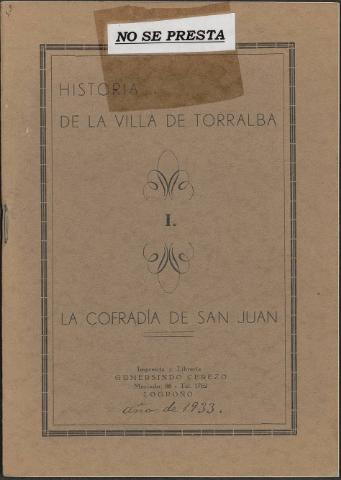 NO SE PRESTA
HISTORIA
DE LA VILLA DE TORRALBA
I.
LA COFRADÍA DE SAN JUAN
Imprenta y Librería
GUMERSINDO CEREZO
LOGROÑO
año de 1933.